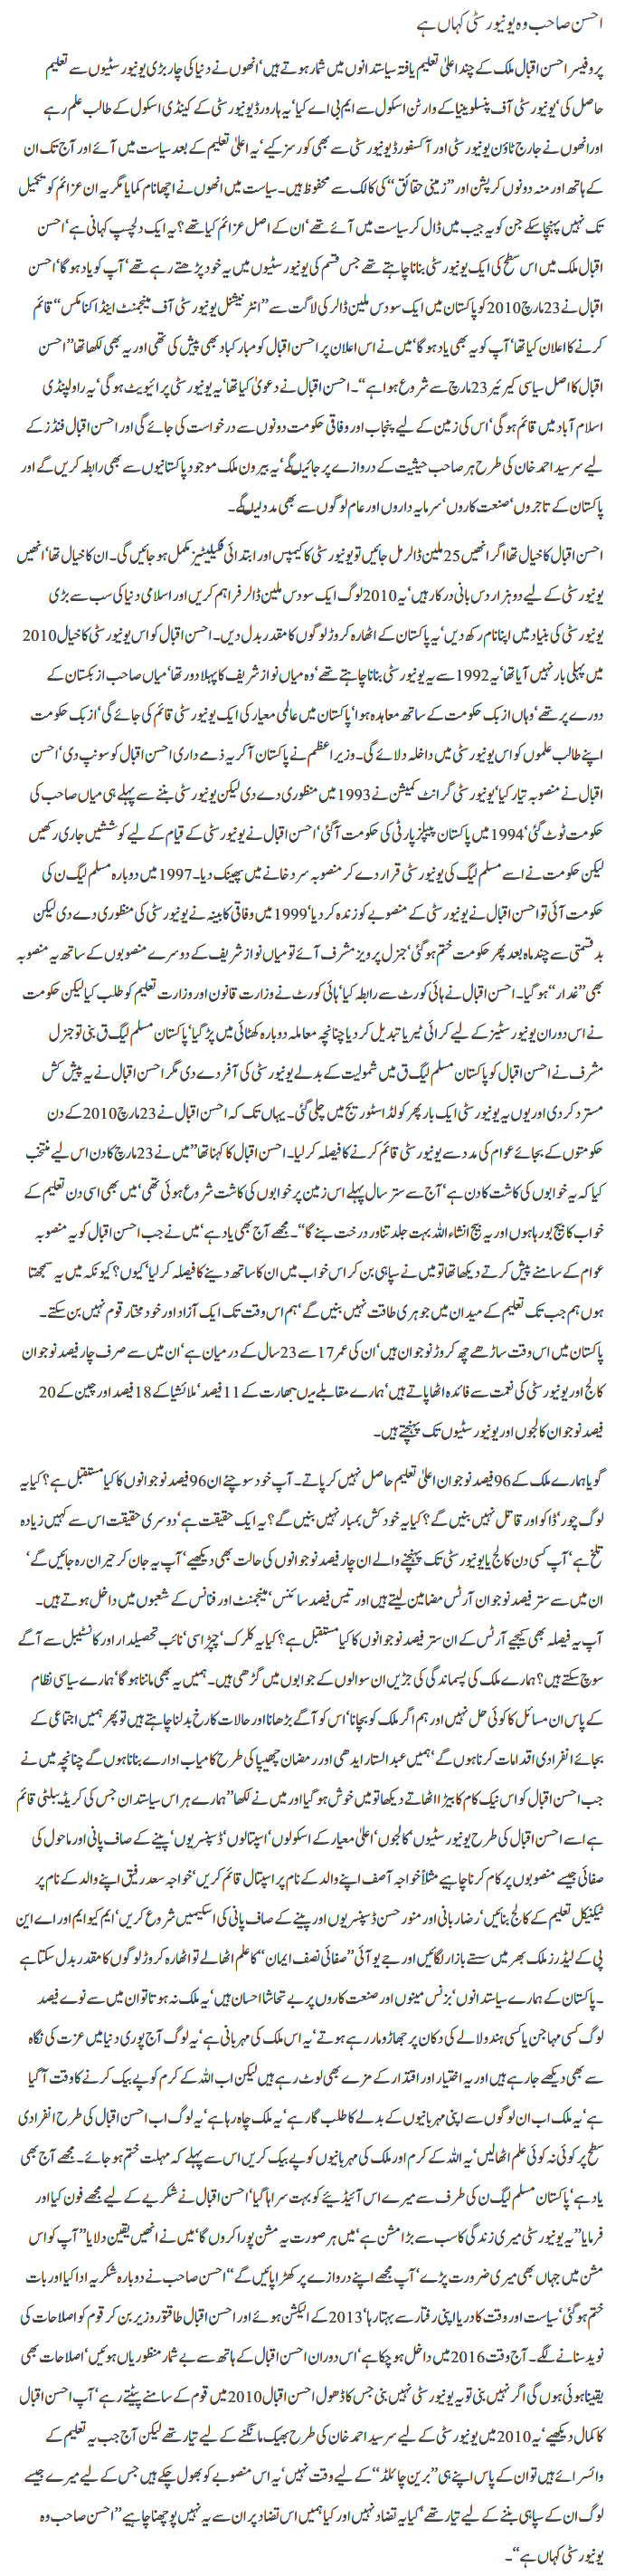 احسن صاحب وہ یونیورسٹی کہاں ہے
پروفیسر احسن اقبال ملک کے چند اعلیٰ تعلیم یافتہ سیاستدانوں میں شمار ہوتے ہیں‘ انھوں نے دنیا کی چار بڑی یونیورسٹیوں سے تعلیم
حاصل کی‘ یونیورسٹی آف پنسلوینیا کے وارٹن اسکول سے ایم بی اے کیا‘ یہ ہارورڈ یونیورسٹی کے کینڈی اسکول کے طالب علم رہے
اور انھوں نے جارج ٹاؤن یونیورسٹی اور آکسفورڈ یونیورسٹی سے بھی کورسز کیے‘ یہ اعلیٰ تعلیم کے بعد سیاست میں آئے اور آج تک ان
کے ہاتھ اور منہ دونوں کرپشن اور ’’زمینی حقائق‘‘ کی کالک سے محفوظ ہیں۔ سیاست میں انھوں نے اچھا نام کمایا مگر یہ ان عزائم کو تکمیل
تک نہیں پہنچا سکے جن کو یہ جیب میں ڈال کر سیاست میں آئے تھے‘ ان کے اصل عزائم کیا تھے؟ یہ ایک دلچسپ کہانی ہے‘ احسن
اقبال ملک میں اس سطح کی ایک یونیورسٹی بنانا چاہتے تھے جس قسم کی یونیورسٹیوں میں یہ خود پڑھتے رہے تھے‘ آپ کو یاد ہو گا‘ احسن
اقبال نے 23 مارچ 2010 کو پاکستان میں ایک سو دس ملین ڈالر کی لاگت سے ’’انٹرنیشنل یونیورسٹی آف مینجمنٹ اینڈ اکنامکس‘‘ قائم
کرنے کا اعلان کیا تھا‘ آپ کو یہ بھی یاد ہو گا‘ میں نے اس اعلان پر احسن اقبال کو مبارکباد بھی پیش کی تھی اور یہ بھی لکھا تھا ’’احسن
اقبال کا اصل سیاسی کیرئیر 23 مارچ سے شروع ہوا ہے‘‘۔ احسن اقبال نے دعویٰ کیا تھا‘ یہ یونیورسٹی پرائیویٹ ہو گی‘ یہ راولپنڈی
اسلام آباد میں قائم ہو گی‘ اس کی زمین کے لیے پنجاب اور وفاقی حکومت دونوں سے درخواست کی جائے گی اور احسن اقبال فنڈز کے
لیے سرسید احمد خان کی طرح ہر صاحب حیثیت کے دروازے پر جائیں گے‘ یہ بیرون ملک موجود پاکستانیوں سے بھی رابطہ کریں گے اور
پاکستان کے تاجروں‘ صنعت کاروں‘ سرمایہ داروں اور عام لوگوں سے بھی مدد لیں گے۔
احسن اقبال کا خیال تھا اگر انھیں 25 ملین ڈالر مل جائیں تو یونیورسٹی کا کیمپس اور ابتدائی فیکلیٹیز مکمل ہو جائیں گی۔ ان کا خیال تھا‘ انھیں
یونیورسٹی کے لیے دو ہزار دس بانی درکار ہیں‘ یہ 2010 لوگ ایک سو دس ملین ڈالر فراہم کریں اور اسلامی دنیا کی سب سے بڑی
یونیورسٹی کی بنیاد میں اپنا نام رکھ دیں‘ یہ پاکستان کے اٹھارہ کروڑ لوگوں کا مقدر بدل دیں۔ احسن اقبال کو اس یونیورسٹی کا خیال 2010
میں پہلی بار نہیں آیا تھا‘ یہ 1992 سے یہ یونیورسٹی بنانا چاہتے تھے‘ وہ میاں نواز شریف کا پہلا دور تھا‘ میاں صاحب ازبکستان کے
دورے پر تھے‘ وہاں ازبک حکومت کے ساتھ معاہدہ ہوا‘ پاکستان میں عالمی معیار کی ایک یونیورسٹی قائم کی جائے گی‘ ازبک حکومت
اپنے طالب علموں کو اس یونیورسٹی میں داخلہ دلائے گی۔ وزیراعظم نے پاکستان آ کر یہ ذمے داری احسن اقبال کو سونپ دی‘ احسن
اقبال نے منصوبہ تیار کیا‘ یونیورسٹی گرانٹ کمیشن نے 1993 میں منظوری دے دی لیکن یونیورسٹی بننے سے پہلے ہی میاں صاحب کی
حکومت ٹوٹ گئی‘ 1994 میں پاکستان پیپلز پارٹی کی حکومت آ گئی‘ احسن اقبال نے یونیورسٹی کے قیام کے لیے کوششیں جاری رکھیں
لیکن حکومت نے اسے مسلم لیگ کی یونیورسٹی قرار دے کر منصوبہ سرد خانے میں پھینک دیا۔ 1997 میں دوبارہ مسلم لیگ ن کی
حکومت آئی تو احسن اقبال نے یونیورسٹی کے منصوبے کو زندہ کر دیا‘ 1999 میں وفاقی کابینہ نے یونیورسٹی کی منظوری دے دی لیکن
بدقسمتی سے چند ماہ بعد پھر حکومت ختم ہو گئی‘ جنرل پرویز مشرف آئے تو میاں نواز شریف کے دوسرے منصوبوں کے ساتھ یہ منصوبہ
بھی ’’غدار‘‘ ہو گیا۔ احسن اقبال نے ہائی کورٹ سے رابطہ کیا‘ ہائی کورٹ نے وزارت قانون اور وزارت تعلیم کو طلب کیا لیکن حکومت
نے اس دوران یونیورسٹیز کے لیے کرائی ٹیریا تبدیل کر دیا چنانچہ معاملہ دوبارہ کھٹائی میں پڑ گیا‘ پاکستان مسلم لیگ ق بنی تو جنرل
مشرف نے احسن اقبال کو پاکستان مسلم لیگ ق میں شمولیت کے بدلے یونیورسٹی کی آفر دے دی مگر احسن اقبال نے یہ پیش کش
مسترد کر دی اور یوں یہ یونیورسٹی ایک بار پھر کولڈ اسٹوریج میں چلی گئی۔ یہاں تک کہ احسن اقبال نے 23 مارچ 2010 کے دن
حکومتوں کے بجائے عوام کی مدد سے یونیورسٹی قائم کرنے کا فیصلہ کر لیا۔ احسن اقبال کا کہنا تھا ’’میں نے 23 مارچ کا دن اس لیے منتخب
کیا کہ یہ خوابوں کی کاشت کا دن ہے‘ آج سے ستر سال پہلے اس زمین پر خوابوں کی کاشت شروع ہوئی تھی‘ میں بھی اسی دن تعلیم کے
خواب کا بیج بو رہا ہوں اور یہ بیج انشاء اللہ بہت جلد تناور درخت بنے گا‘‘۔ مجھے آج بھی یاد ہے‘ میں نے جب احسن اقبال کو یہ منصوبہ
عوام کے سامنے پیش کرتے دیکھا تھا تو میں نے سپاہی بن کر اس خواب میں ان کا ساتھ دینے کا فیصلہ کر لیا‘ کیوں؟ کیونکہ میں یہ سمجھتا
ہوں ہم جب تک تعلیم کے میدان میں جوہری طاقت نہیں بنیں گے‘ ہم اس وقت تک ایک آزاد اور خود مختار قوم نہیں بن سکتے۔
پاکستان میں اس وقت ساڑھے چھ کروڑ نوجوان ہیں‘ ان کی عمر 17 سے 23 سال کے درمیان ہے‘ ان میں سے صرف چار فیصد نوجوان
کالج اور یونیورسٹی کی نعمت سے فائدہ اٹھا پاتے ہیں‘ ہمارے مقابلے میں بھارت کے 11 فیصد‘ ملائشیا کے 18 فیصد اور چین کے 20
فیصد نوجوان کالجوں اور یونیورسٹیوں تک پہنچتے ہیں۔
گویا ہمارے ملک کے 96 فیصد نوجوان اعلیٰ تعلیم حاصل نہیں کر پاتے۔ آپ خود سوچئے ان 96 فیصد نوجوانوں کا کیا مستقبل ہے؟ کیا یہ
لوگ چور‘ ڈاکو اور قاتل نہیں بنیں گے؟ کیا یہ خودکش بمبار نہیں بنیں گے؟ یہ ایک حقیقت ہے‘ دوسری حقیقت اس سے کہیں زیادہ
تلخ ہے‘ آپ کسی دن کالج یا یونیورسٹی تک پہنچنے والے ان چار فیصد نوجوانوں کی حالت بھی دیکھیے‘ آپ یہ جان کر حیران رہ جائیں گے‘
ان میں سے ستر فیصد نوجوان آرٹس مضامین لیتے ہیں اور تیس فیصد سائنس‘ مینجمنٹ اور فنانس کے شعبوں میں داخل ہوتے ہیں۔
آپ یہ فیصلہ بھی کیجیے آرٹس کے ان ستر فیصد نوجوانوں کا کیا مستقبل ہے؟ کیا یہ کلرک‘ چپڑاسی‘ نائب تحصیلدار اور کانسٹیبل سے آگے
سوچ سکتے ہیں؟ ہمارے ملک کی پسماندگی کی جڑیں ان سوالوں کے جوابوں میں گڑھی ہیں۔ ہمیں یہ بھی ماننا ہو گا‘ ہمارے سیاسی نظام
کے پاس ان مسائل کا کوئی حل نہیں اور ہم اگر ملک کو بچانا‘ اس کو آگے بڑھانا اور حالات کا رخ بدلنا چاہتے ہیں تو پھر ہمیں اجتماعی کے
بجائے انفرادی اقدامات کرنا ہوں گے‘ ہمیں عبدالستار ایدھی اور رمضان چھیپا کی طرح کامیاب ادارے بنانا ہوں گے چنانچہ میں نے
جب احسن اقبال کو اس نیک کام کا بیڑا اٹھاتے دیکھا تو میں خوش ہو گیا اور میں نے لکھا ’’ہمارے ہر اس سیاستدان جس کی کریڈیبلٹی قائم
ہے اسے احسن اقبال کی طرح یونیورسٹیوں‘ کالجوں‘ اعلیٰ معیار کے اسکولوں‘ اسپتالوں‘ ڈسپنسریوں‘ پینے کے صاف پانی اور ماحول کی
صفائی جیسے منصوبوں پر کام کرنا چاہیے مثلاً خواجہ آصف اپنے والد کے نام پر اسپتال قائم کریں‘ خواجہ سعد رفیق اپنے والد کے نام پر
ٹیکنیکل تعلیم کے کالج بنائیں‘ رضا ربانی اور منور حسن ڈسپنسریوں اور پینے کے صاف پانی کی اسکیمیں شروع کریں‘ ایم کیو ایم اور اے این
پی کے لیڈرز ملک بھر میں سستے بازار لگائیں اور جے یو آئی ’’صفائی نصف ایمان‘‘ کا علم اٹھا لے تو اٹھارہ کروڑ لوگوں کا مقدر بدل سکتا ہے
۔ پاکستان کے ہمارے سیاستدانوں‘ بزنس مینوں اور صنعت کاروں پر بے تحاشا احسان ہیں‘ یہ ملک نہ ہوتا تو ان میں سے نوے فیصد
لوگ کسی مہاجن یا کسی ہندو لالے کی دکان پر جھاڑو مار رہے ہوتے‘ یہ اس ملک کی مہربانی ہے‘ یہ لوگ آج پوری دنیا میں عزت کی نگاہ
سے بھی دیکھے جا رہے ہیں اور یہ اختیار اور اقتدار کے مزے بھی لوٹ رہے ہیں لیکن اب اللہ کے کرم کو پے بیک کرنے کا وقت آ گیا
ہے‘ یہ ملک اب ان لوگوں سے اپنی مہربانیوں کے بدلے کا طلب گار ہے‘ یہ ملک چاہ رہا ہے‘ یہ لوگ اب احسن اقبال کی طرح انفرادی
سطح پر کوئی نہ کوئی علم اٹھا لیں‘ یہ اللہ کے کرم اور ملک کی مہربانیوں کو پے بیک کریں اس سے پہلے کہ مہلت ختم ہو جائے۔ مجھے آج بھی
یاد ہے‘ پاکستان مسلم لیگ ن کی طرف سے میرے اس آئیڈیئے کو بہت سراہا گیا‘ احسن اقبال نے شکریے کے لیے مجھے فون کیا اور
فرمایا ’’یہ یونیورسٹی میری زندگی کا سب سے بڑا مشن ہے‘ میں ہر صورت یہ مشن پورا کروں گا‘ میں نے انھیں یقین دلایا ’’آپ کو اس
مشن میں جہاں بھی میری ضرورت پڑے‘ آپ مجھے اپنے دروازے پر کھڑا پائیں گے‘‘ احسن صاحب نے دوبارہ شکریہ ادا کیا اور بات
ختم ہو گئی‘ سیاست اور وقت کا دریا اپنی رفتار سے بہتا رہا‘ 2013 کے الیکشن ہوئے اور احسن اقبال طاقتور وزیر بن کر قوم کو اصلاحات کی
نوید سنانے لگے۔ آج وقت 2016 میں داخل ہو چکا ہے‘ اس دوران احسن اقبال کے ہاتھ سے بے شمار منظوریاں ہوئیں‘ اصلاحات بھی
یقینا ہوئی ہوں گی اگر نہیں بنی تو یہ یونیورسٹی نہیں بنی جس کا ڈھول احسن اقبال 2010 میں قوم کے سامنے پیٹتے رہے‘ آپ احسن اقبال
کا کمال دیکھیے‘ یہ 2010 میں یونیورسٹی کے لیے سرسید احمد خان کی طرح بھیک مانگنے کے لیے تیار تھے لیکن آج جب یہ تعلیم کے
وائسرائے ہیں تو ان کے پاس اپنے ہی ’’برین چائلڈ‘‘ کے لیے وقت نہیں‘ یہ اس منصوبے کو بھول چکے ہیں جس کے لیے میرے جیسے
لوگ ان کے سپاہی بننے کے لیے تیار تھے‘ کیا یہ تضاد نہیں اور کیا ہمیں اس تضاد پر ان سے یہ نہیں پوچھنا چاہیے ’’احسن صاحب وہ
یونیورسٹی کہاں ہے‘‘۔